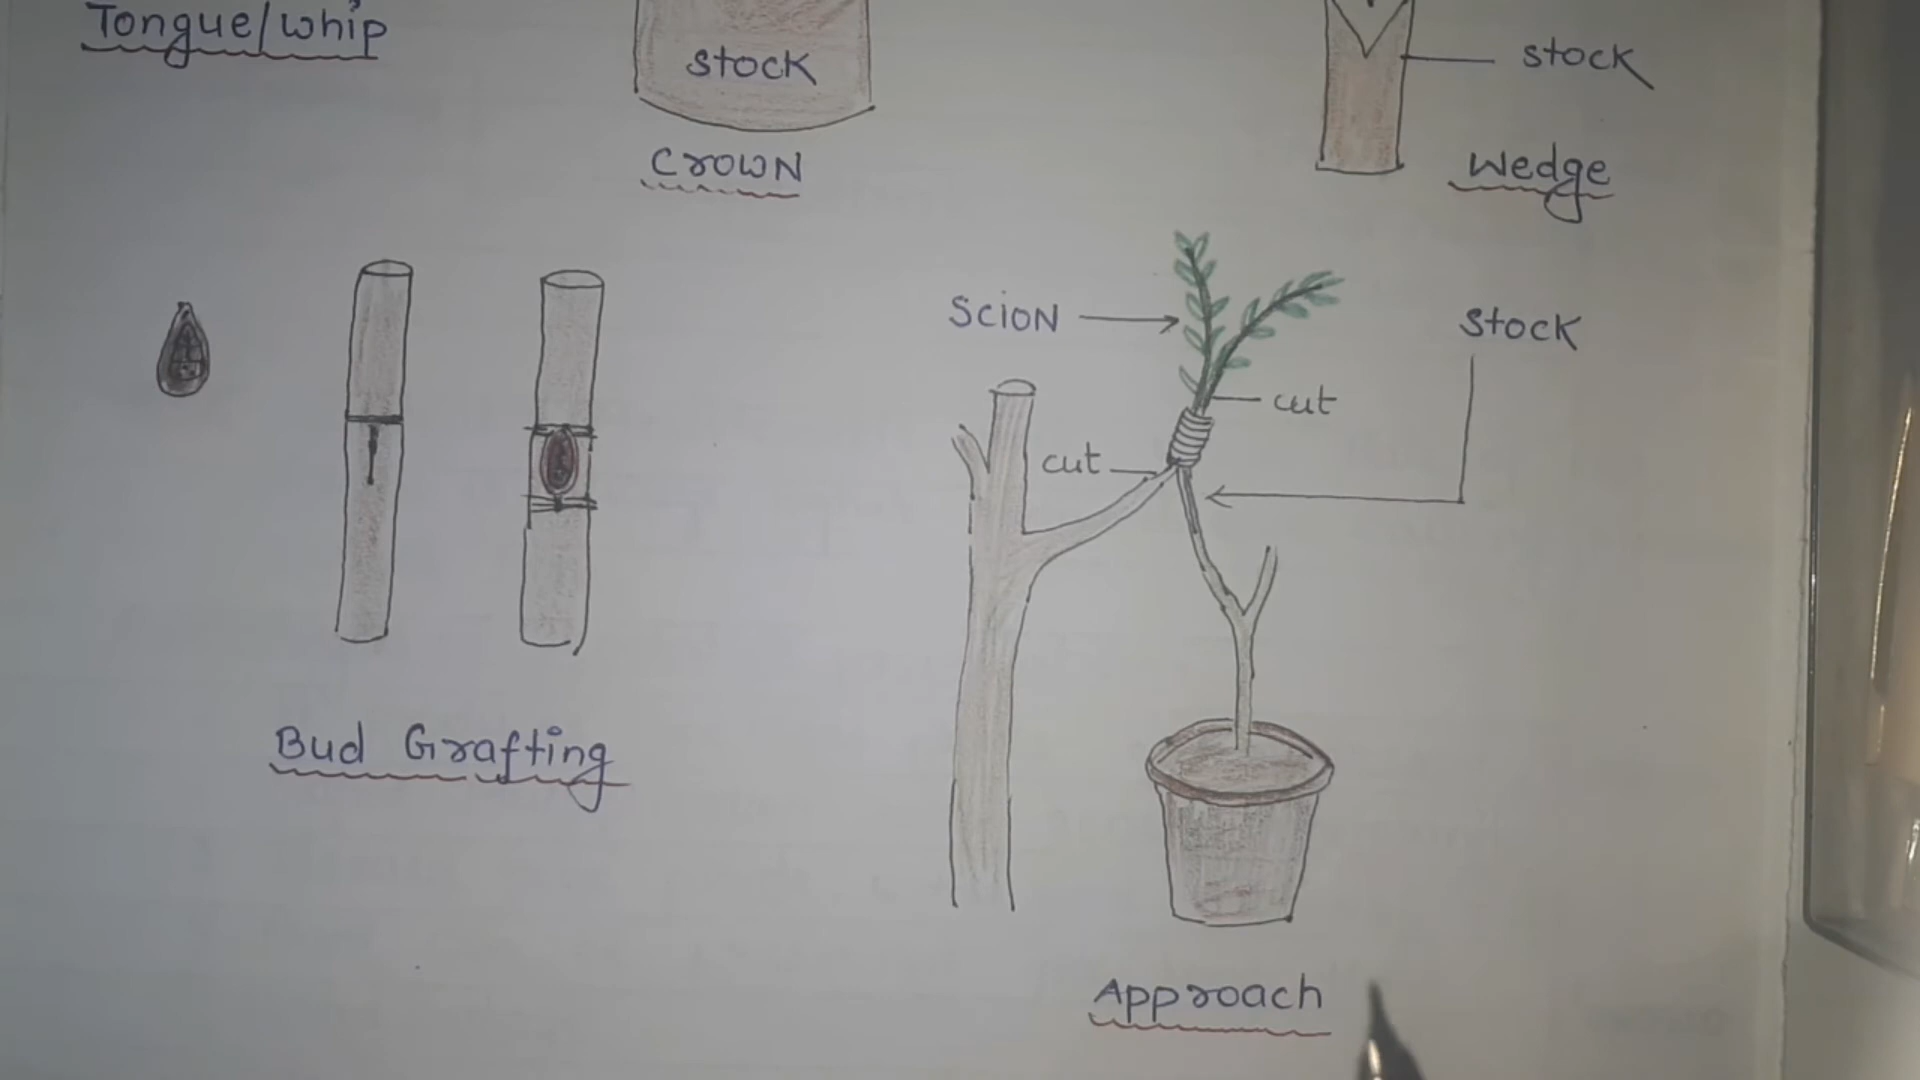 Tongue/whip
Stock
Crown
Stock
Wedge
Scion
Stock
cut
cut
Bud Grafting
Approach